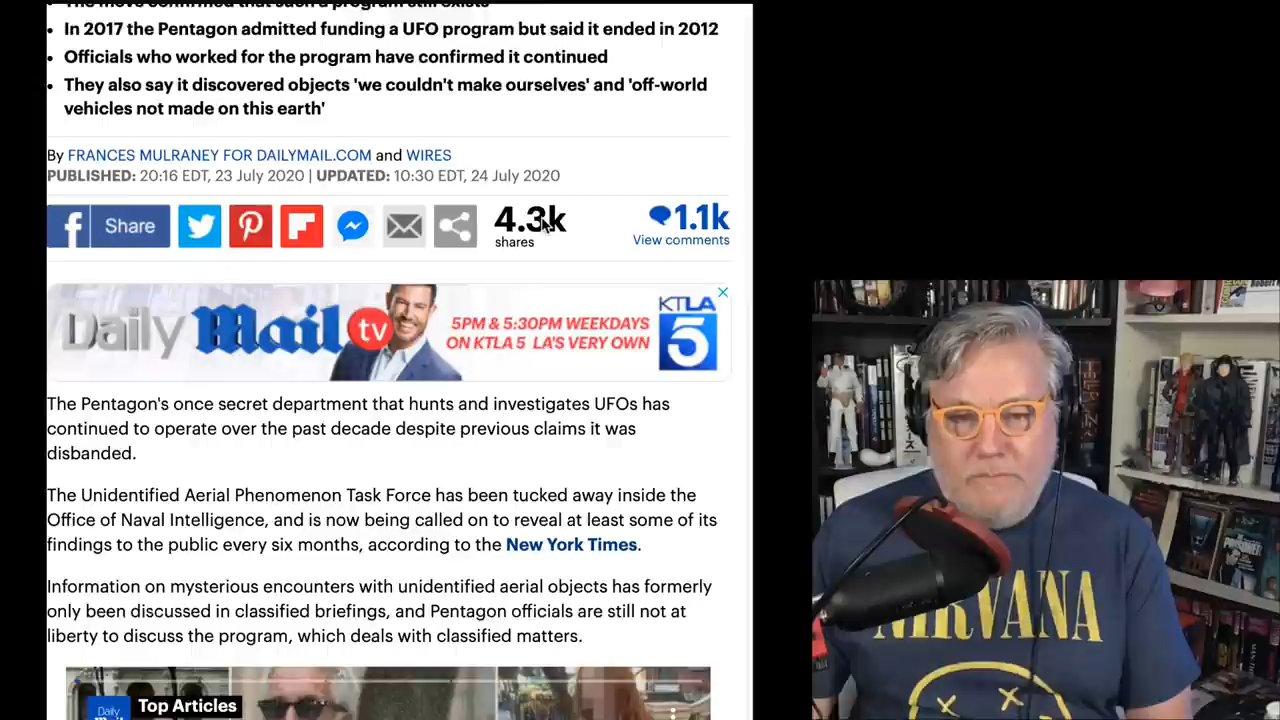 The move confirmed that such a program still exists
• In 2017 the Pentagon admitted funding a UFO program but said it ended in 2012
• Officials who worked for the program have confirmed it continued
• They also say it discovered objects 'we couldn't make ourselves' and 'off-world
vehicles not made on this earth'
By FRANCES MULRANEY FOR DAILYMAIL.COM and WIRES
PUBLISHED: 20:16 EDT, 23 July 2020 | UPDATED: 10:30 EDT, 24 July 2020
f Share
4.3k
shares
1.1k
View comments
Daily Mail tv
5PM & 5:30PM WEEKDAYS
ON KTLA 5 LA'S VERY OWN
KTLA
5
The Pentagon's once secret department that hunts and investigates UFOs has
continued to operate over the past decade despite previous claims it was
disbanded.
The Unidentified Aerial Phenomenon Task Force has been tucked away inside the
Office of Naval Intelligence, and is now being called on to reveal at least some of its
findings to the public every six months, according to the New York Times.
Information on mysterious encounters with unidentified aerial objects has formerly
only been discussed in classified briefings, and Pentagon officials are still not at
liberty to discuss the program, which deals with classified matters.
Daily
Mail
Top Articles
NIRVANA